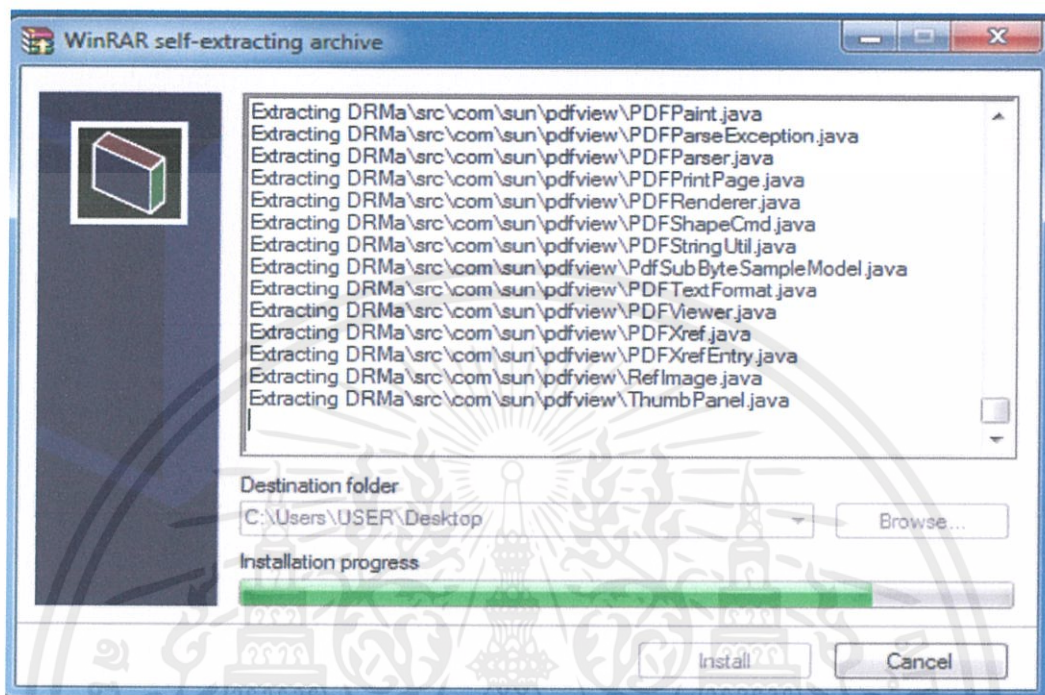 WinRAR self-extracting archive
Extracting DRMa\src\com\sun\pdfview\PDFPaint.java
Extracting DRMa\src\com\sun\pdfview\PDFParseException.java
Extracting DRMa\src\com\sun\pdfview\PDFParser.java
Extracting DRMa\src\com\sun\pdfview\PDFPrintPage.java
Extracting DRMa\src\com\sun\pdfview\PDFRenderer.java
Extracting DRMa\src\com\sun\pdfview\PDFShapeCmd.java
Extracting DRMa\src\com\sun\pdfview\PDFStringUtil.java
Extracting DRMa\src\com\sun\pdfview\PdfSubByteSampleModel.java
Extracting DRMa\src\com\sun\pdfview\PDFTextFormat.java
Extracting DRMa\src\com\sun\pdfview\PDFViewer.java
Extracting DRMa\src\com\sun\pdfview\PDFXref.java
Extracting DRMa\src\com\sun\pdfview\PDFXrefEntry.java
Extracting DRMa\src\com\sun\pdfview\RefImage.java
Extracting DRMa\src\com\sun\pdfview\ThumbPanel.java
Destination folder
C:\Users\USER\Desktop
Browse...
Installation progress
Install
Cancel